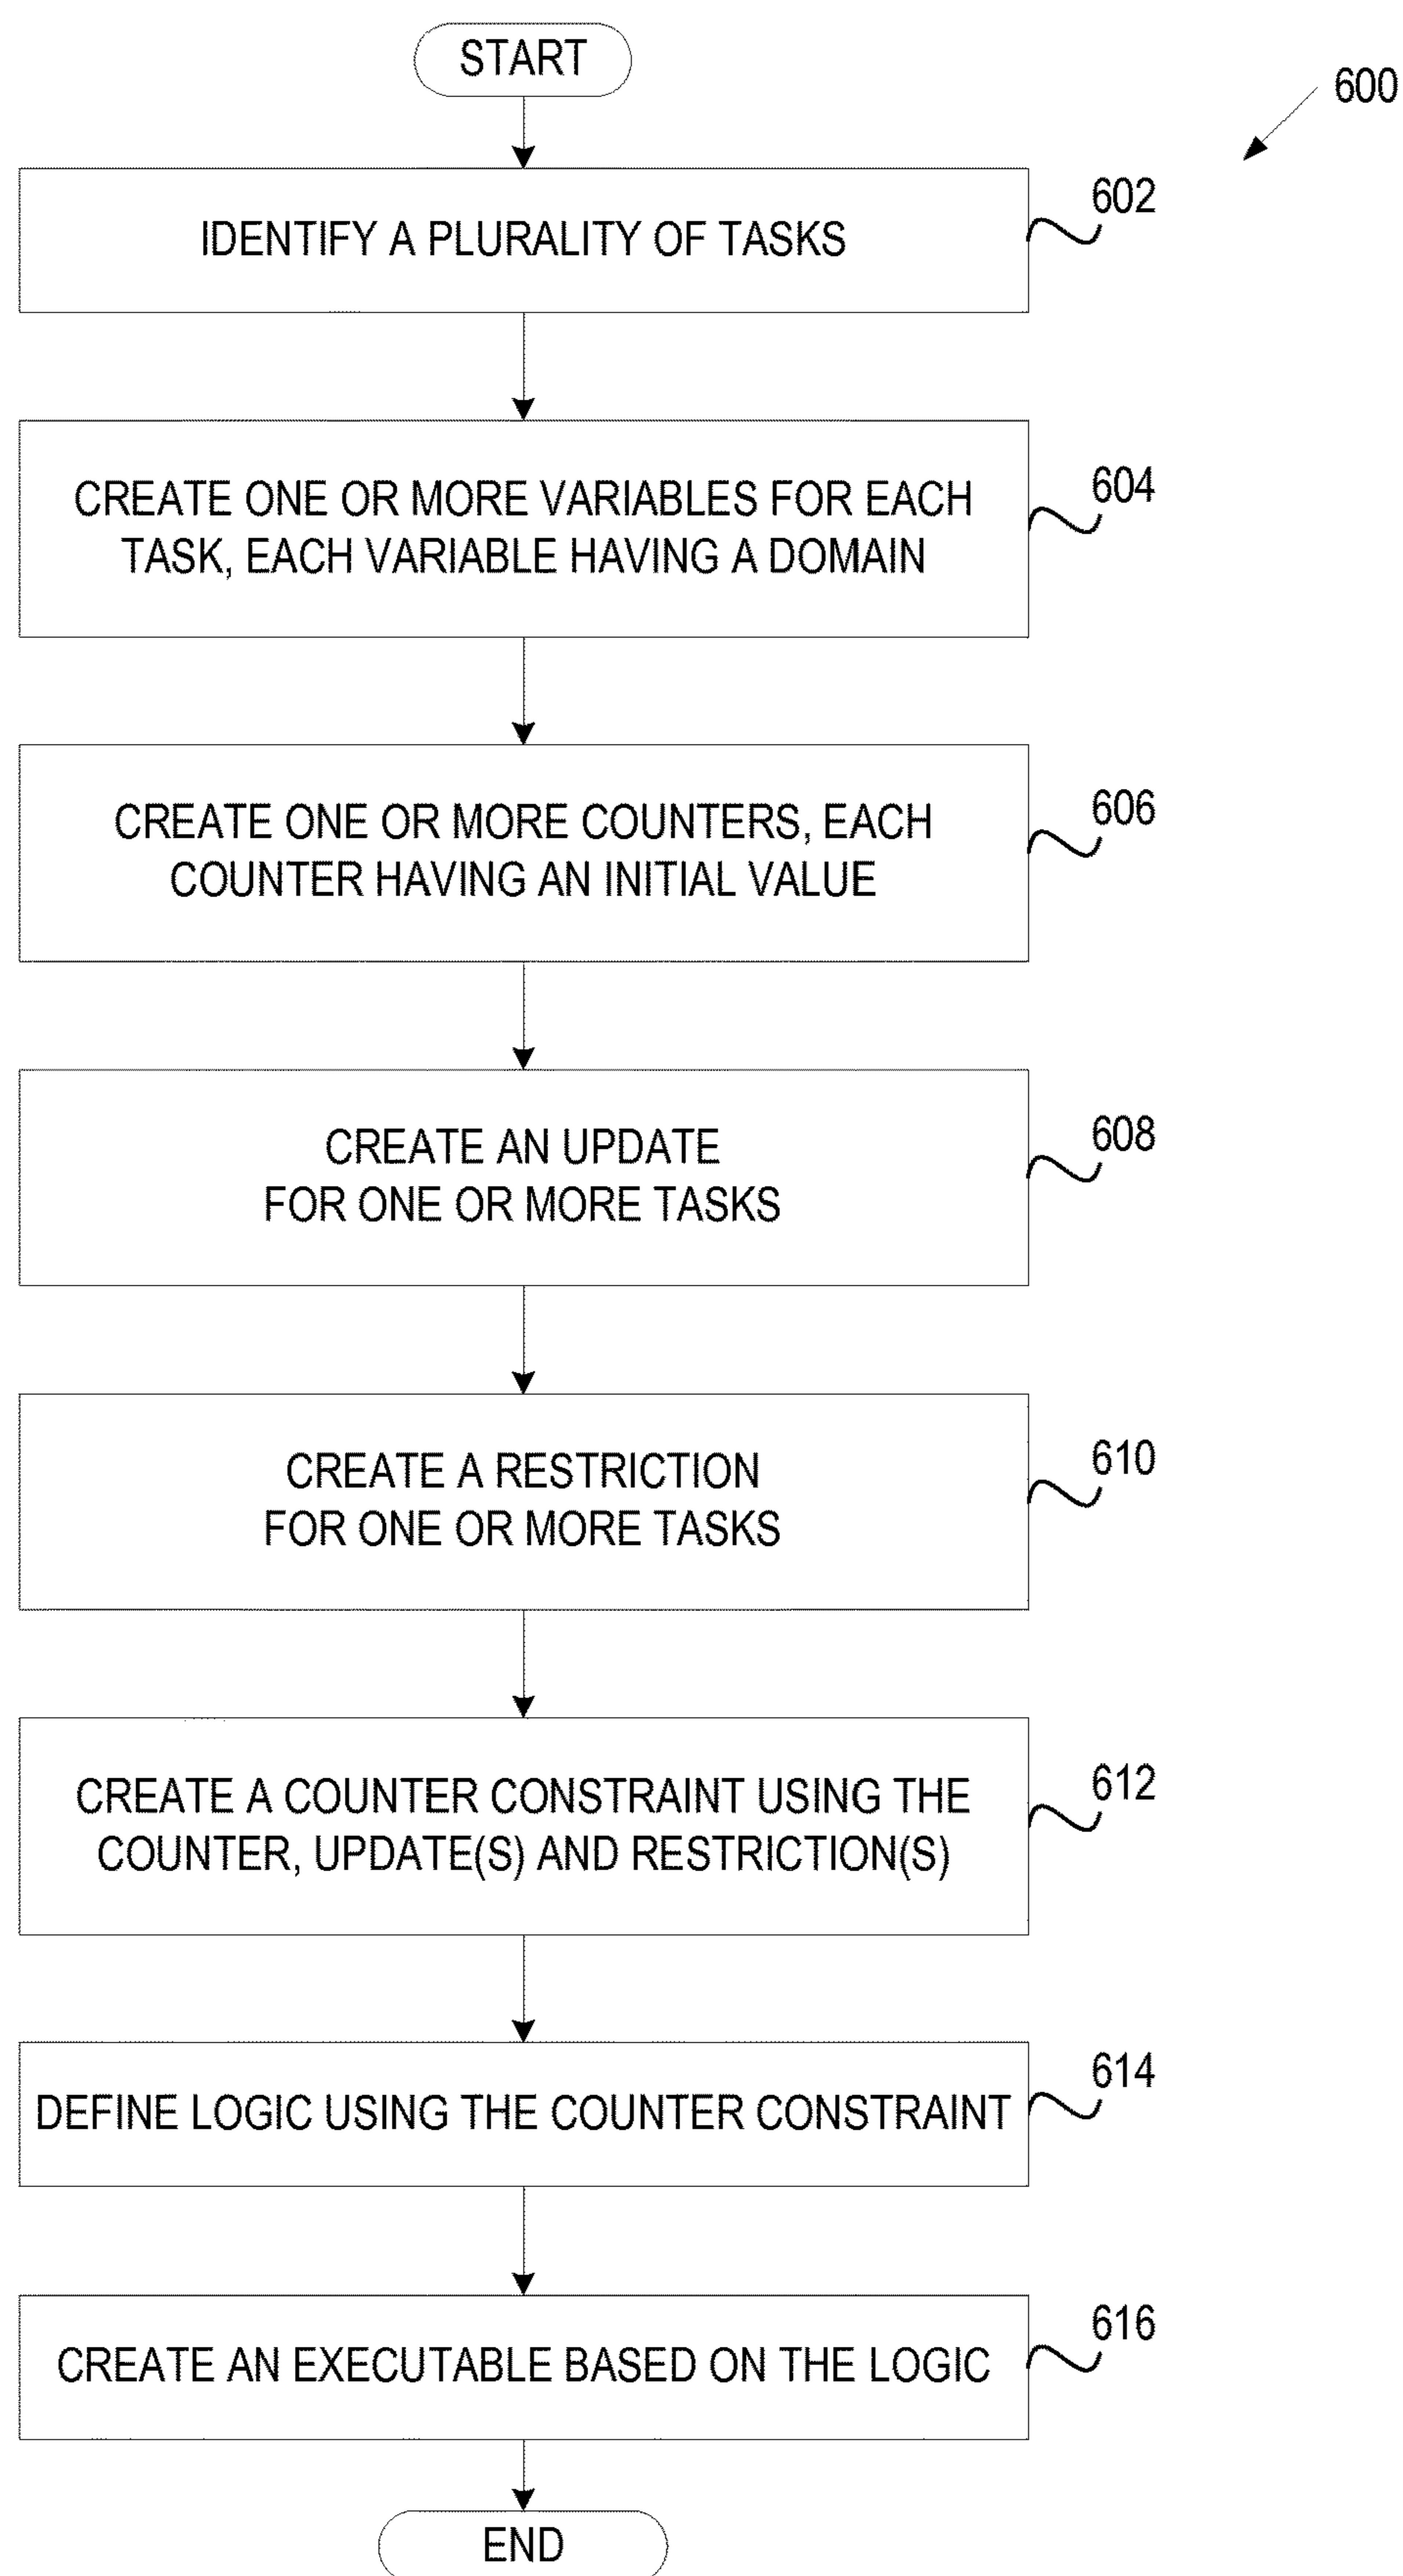 START
600
IDENTIFY A PLURALITY OF TASKS
602
CREATE ONE OR MORE VARIABLES FOR EACH
TASK, EACH VARIABLE HAVING A DOMAIN
604
CREATE ONE OR MORE COUNTERS, EACH
COUNTER HAVING AN INITIAL VALUE
606
CREATE AN UPDATE
FOR ONE OR MORE TASKS
608
CREATE A RESTRICTION
FOR ONE OR MORE TASKS
610
CREATE A COUNTER CONSTRAINT USING THE
COUNTER, UPDATE(S) AND RESTRICTION(S)
612
DEFINE LOGIC USING THE COUNTER CONSTRAINT
614
CREATE AN EXECUTABLE BASED ON THE LOGIC
616
END